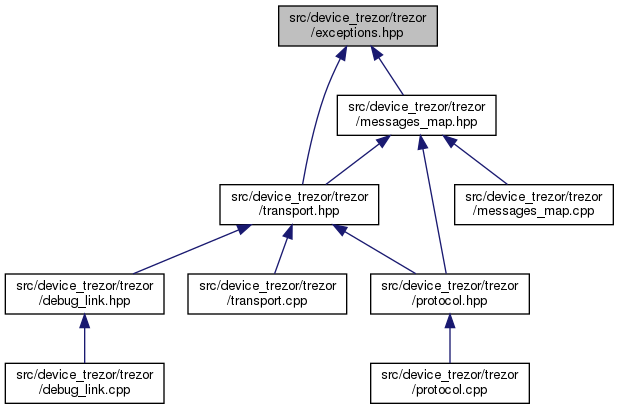 src/device_trezor/trezor
/exceptions.hpp
src/device_trezor/trezor
/messages_map.hpp
src/device_trezor/trezor
/transport.hpp
src/device_trezor/trezor
/messages_map.cpp
src/device_trezor/trezor
/debug_link.hpp
src/device_trezor/trezor
/transport.cpp
src/device_trezor/trezor
/protocol.hpp
src/device_trezor/trezor
/debug_link.cpp
src/device_trezor/trezor
/protocol.cpp